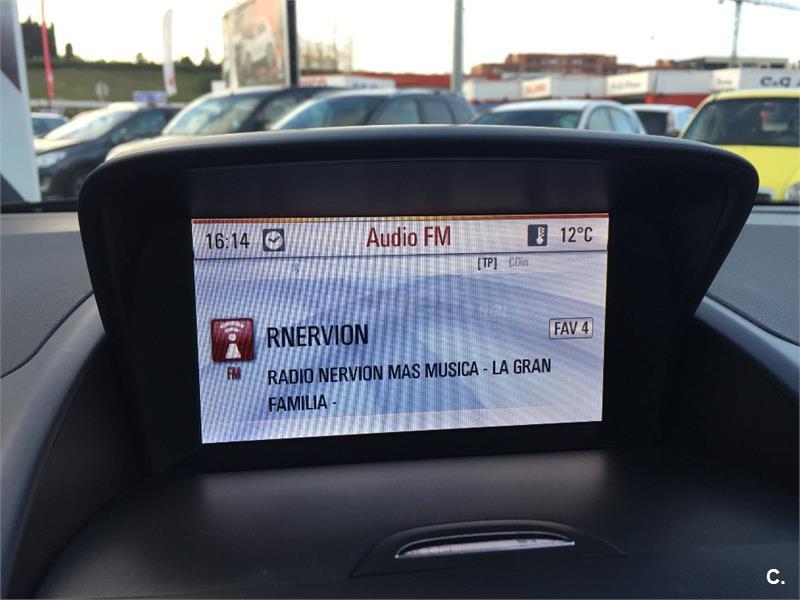 16:14 Audio FM 12°C
[TP] CDin
RNERVION FAV 4
FM
RADIO NERVION MAS MUSICA - LA GRAN
FAMILIA -
C.